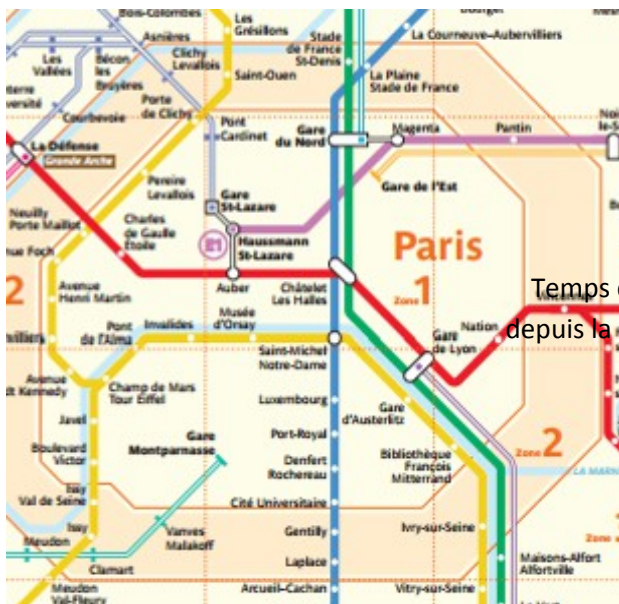 Bois-Colombes
Les
Grésillons
Asnières
Stade
de France
St-Denis
La Courneuve–Aubervilliers
Les
Vallées
Bécon
les
Bruyères
Clichy
Levallois
Saint-Ouen
La Plaine
Stade de France
Courbevoie
Porte
de Clichy
Pont
Cardinet
Gare
du Nord
Magenta
Pantin
La Défense
Grande Arche
Pereire
Levallois
Gare
St-Lazare
Gare de l'Est
Neuilly
Porte Maillot
Charles
de Gaulle
Étoile
E1
Haussmann
St-Lazare
Paris
Zone 1
2
Avenue
Henri Martin
Auber
Châtelet
Les Halles
Temps
depuis la
Pont
de l'Alma
Invalides
Musée
d'Orsay
Saint-Michel
Notre-Dame
Gare
de Lyon
Nation
Avenue
Kennedy
Champ de Mars
Tour Eiffel
Luxembourg
Gare
d'Austerlitz
Javel
Gare
Montparnasse
Port-Royal
Boulevard
Victor
Denfert
Rochereau
Bibliothèque
François
Mitterrand
Zone 2
LA MARNE
Issy
Val de Seine
Cité Universitaire
Issy
Vanves
Malakoff
Gentilly
Ivry-sur-Seine
Zone
Meudon
Clamart
Laplace
Maisons-Alfort
Alfortville
Meudon
Val-Fleury
Arcueil–Cachan
Vitry-sur-Seine